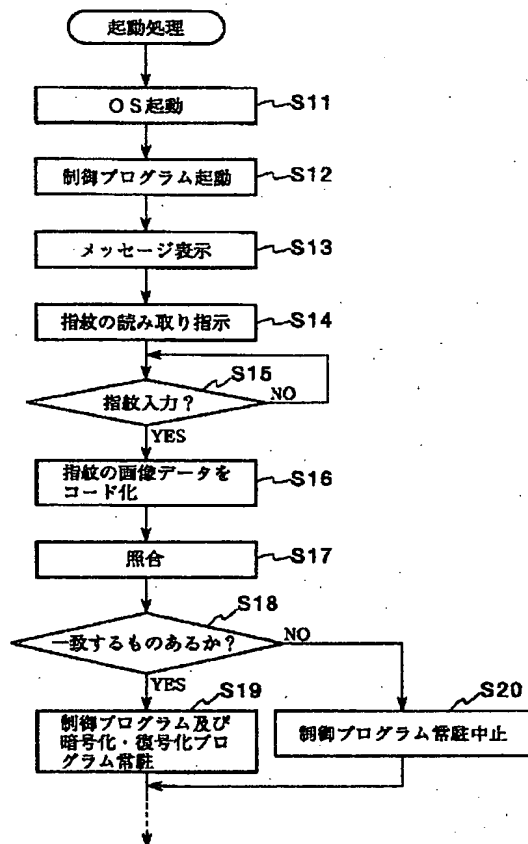 起動処理
OS起動
S11
制御プログラム起動
S12
メッセージ表示
S13
指紋の読み取り指示
S14
S15
指紋入力？
NO
YES
指紋の画像データを
コード化
S16
照合
S17
S18
一致するものあるか？
NO
YES
S19
S20
制御プログラム及び
暗号化・復号化プロ
グラム常駐
制御プログラム常駐中止